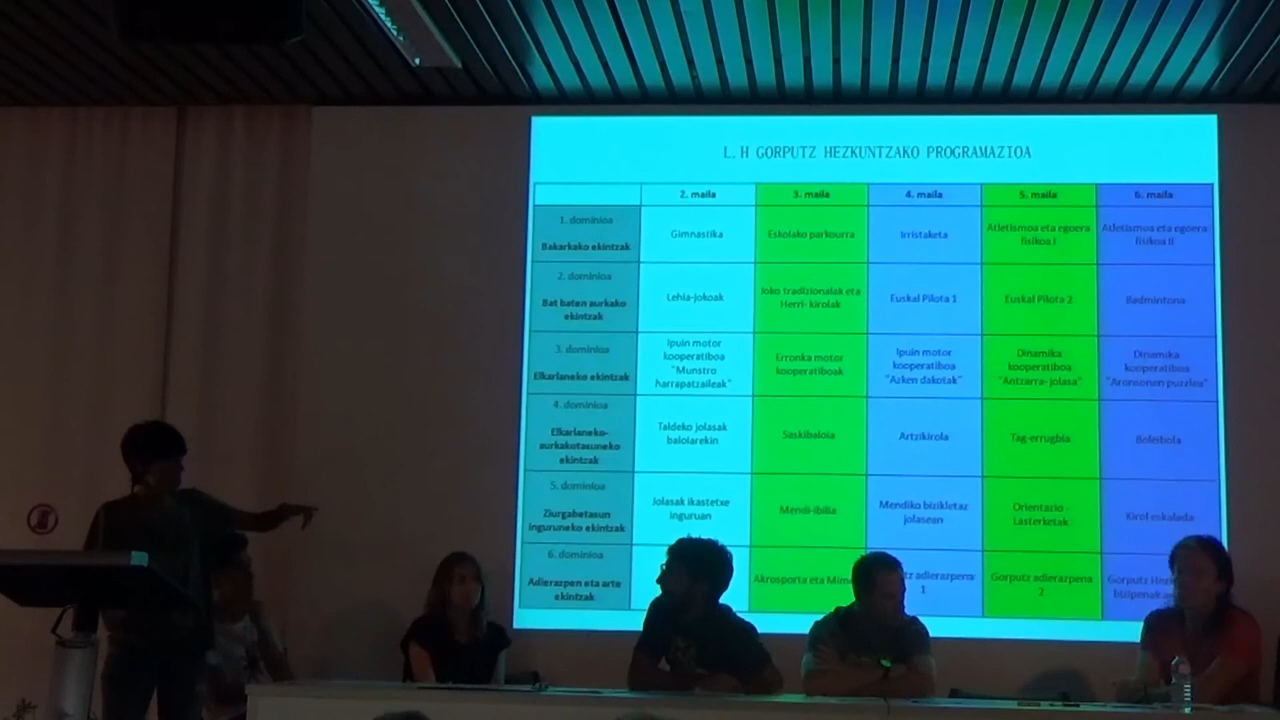 L.H GORPUTZ HEZKUNTZAKO PROGRAMAZIOA
2. maila
3. maila
4. maila
5. maila
6. maila
1. dominioa
Bakarkako ekintzak
Gimnastika
Eskolako parkourra
Irristaketa
Atletismoa eta egoera
fisikoa I
Atletismoa eta egoera
fisikoa II
2. dominioa
Bat baten aurkako
ekintzak
Lehia-jokoak
Joko tradizionalak eta
Herri- kirolak
Euskal Pilota 1
Euskal Pilota 2
Badmintona
3. dominioa
Elkarlaneko ekintzak
Ipuin motor
kooperatiboa
"Munstro
harrapatzaileak"
Erronka motor
kooperatiboak
Ipuin motor
kooperatiboa
"Azken dakotak"
Dinamika
kooperatiboa
"Antzarra- jolasa"
Dinamika
kooperatiboa
"Aronsonen puzlea"
4. dominioa
Elkarlaneko-
aurkakotasuneko
ekintzak
Taldeko jolasak
baloiarekin
Saskibaloia
Artzikirola
Tag-errugbia
Boleibola
5. dominioa
Ziurgabetasun
inguruneko ekintzak
Jolasak ikastetxe
inguruan
Mendi-ibilia
Mendiko bizikletaz
jolasean
Orientazio -
Lasterketak
Kirol eskalada
6. dominioa
Adierazpen eta arte
ekintzak
Akrosporta eta Mim
tz adierazpena
1
Gorputz adierazpena
2
Gorputz
bizipenak